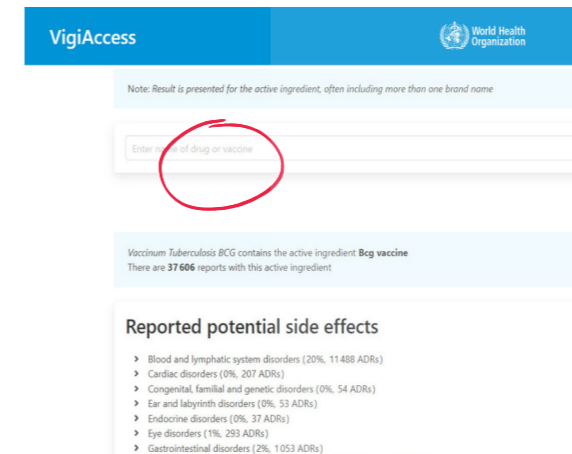 VigiAccess
World Health
Organization
Note: Result is presented for the active ingredient, often including more than one brand name
Enter name of drug or vaccine
Vaccinum Tuberculosis BCG contains the active ingredient Bcg vaccine
There are 37 606 reports with this active ingredient
Reported potential side effects
Blood and lymphatic system disorders (20%, 11 488 ADRs)
Cardiac disorders (0%, 207 ADRs)
Congenital, familial and genetic disorders (0%, 54 ADRs)
Ear and labyrinth disorders (0%, 53 ADRs)
Endocrine disorders (0%, 37 ADRs)
Eye disorders (1%, 293 ADRs)
Gastrointestinal disorders (2%, 1 053 ADRs)